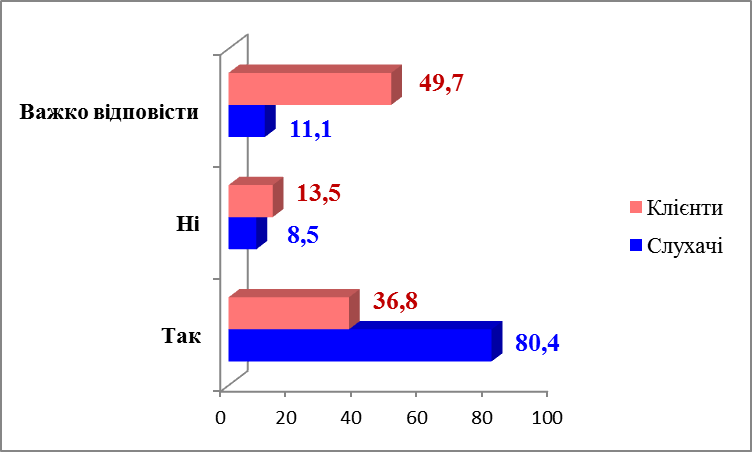 Важко відповісти
49,7
11,1
Ні
13,5
8,5
Так
36,8
80,4
0 20 40 60 80 100
Клієнти
Слухачі